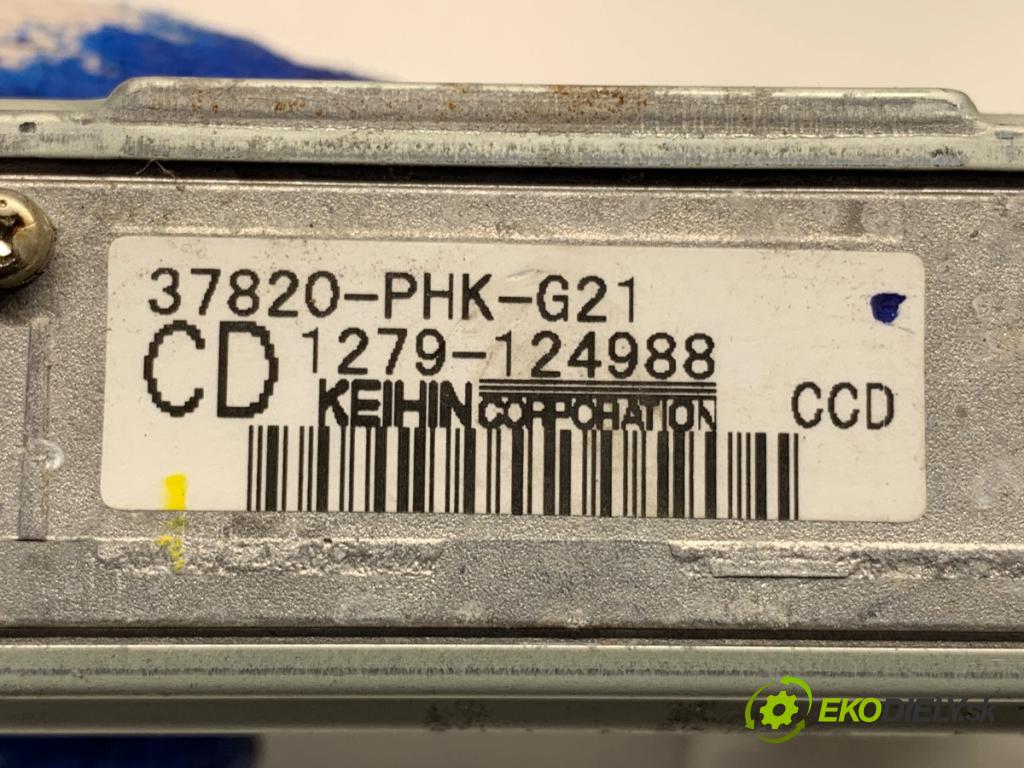 37820-PHK-G21
CD 1279-124988
KEIHIN CORPORATION CCD
EKODIELY.sk